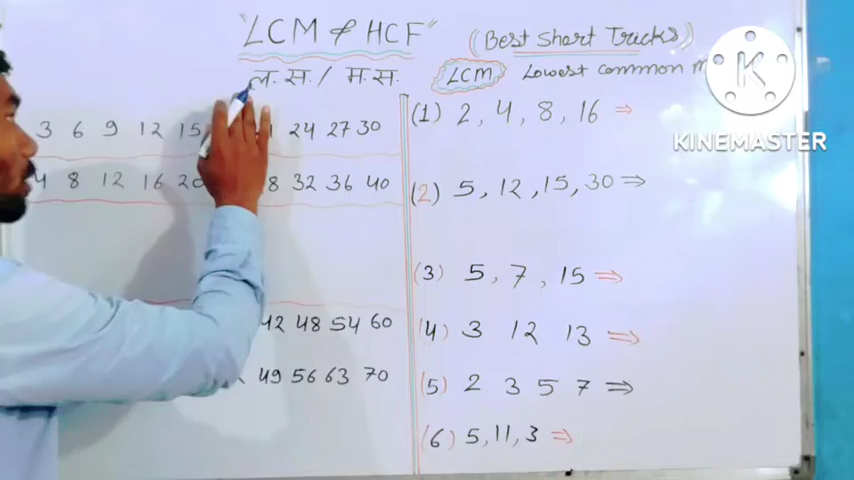 "LCM & HCF"
(Best Short Tricks)
ल. स. / म. स.
LCM Lowest common
3 6 9 12 15 24 27 30
4 8 12 16 20 32 36 40
42 48 54 60
49 56 63 70
(1) 2, 4, 8, 16 ⇒
(2) 5, 12, 15, 30 ⇒
(3) 5, 7, 15 ⇒
(4) 3 12 13 ⇒
(5) 2 3 5 7 ⇒
(6) 5, 11, 3 ⇒
K
KINEMASTER